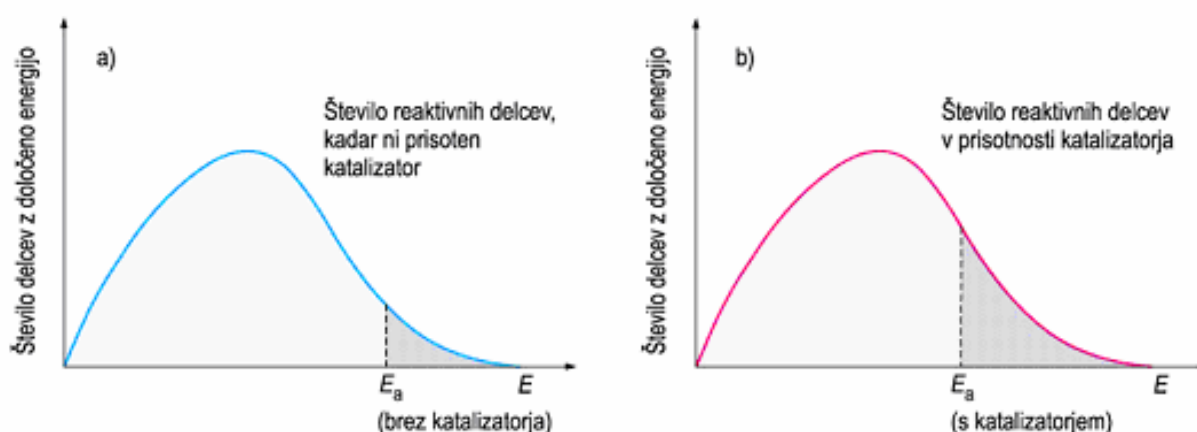 a)
Število delcev z določeno energijo
Število reaktivnih delcev,
kadar ni prisoten
katalizator
Ea
E
(brez katalizatorja)
b)
Število delcev z določeno energijo
Število reaktivnih delcev
v prisotnosti katalizatorja
Ea
E
(s katalizatorjem)